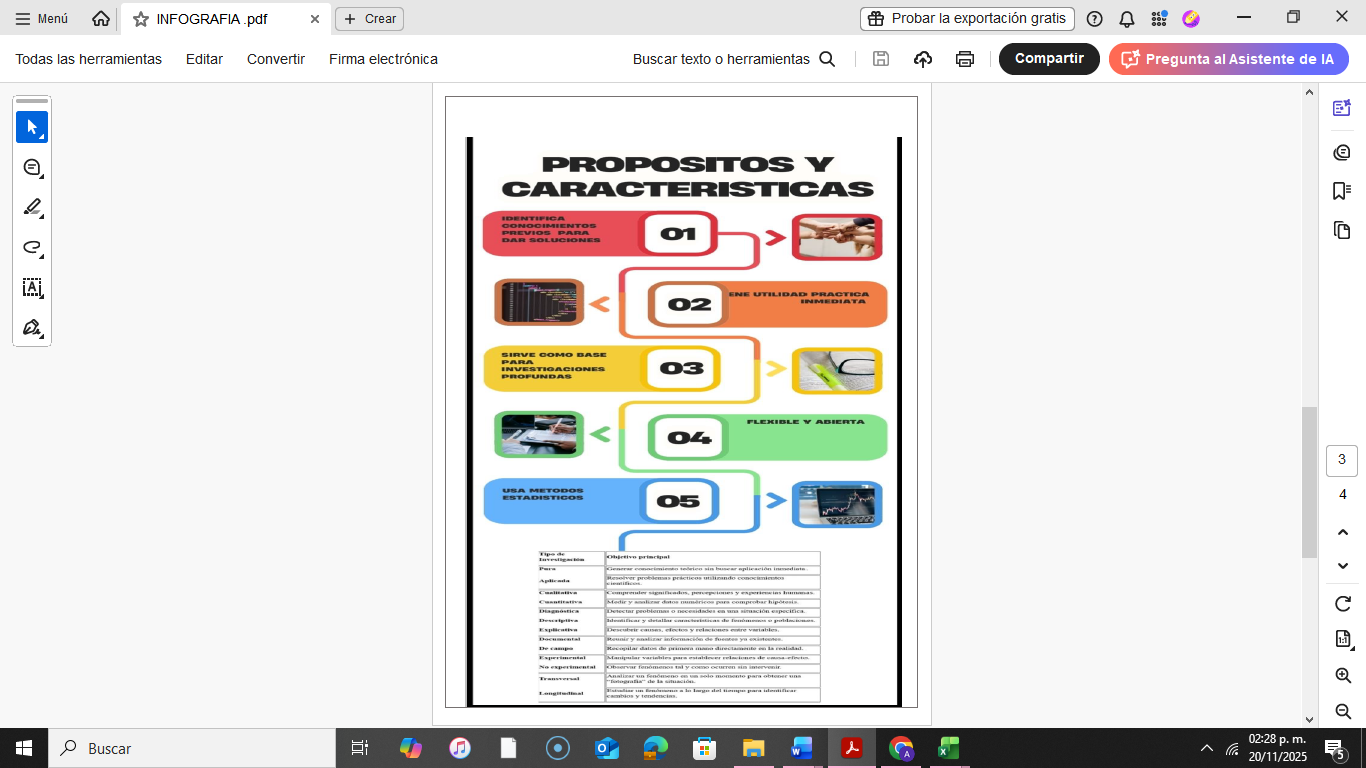 Menú
INFOGRAFIA .pdf
Crear
Probar la exportación gratis
Todas las herramientas
Editar
Convertir
Firma electrónica
Buscar texto o herramientas
Compartir
Pregunta al Asistente de IA
PROPOSITOS Y
CARACTERISTICAS
IDENTIFICA
CONOCIMIENTOS
PREVIOS PARA
DAR SOLUCIONES
01
02
ENE UTILIDAD PRACTICA
INMEDIATA
SIRVE COMO BASE
PARA
INVESTIGACIONES
PROFUNDAS
03
04
FLEXIBLE Y ABIERTA
USA METODOS
ESTADISTICOS
05
Tipo de
Investigación
Objetivo principal
Pura
Generar conocimiento teórico sin buscar aplicación inmediata.
Aplicada
Resolver problemas prácticos utilizando conocimientos
científicos.
Cualitativa
Comprender significados, percepciones y experiencias humanas.
Cuantitativa
Medir y analizar datos numéricos para comprobar hipótesis.
Diagnóstica
Detectar problemas o necesidades en una situación específica.
Descriptiva
Identificar y detallar características de fenómenos o poblaciones.
Explicativa
Descubrir causas, efectos y relaciones entre variables.
Documental
Reunir y analizar información de fuentes ya existentes.
De campo
Recopilar datos de primera mano directamente en la realidad.
Experimental
Manipular variables para establecer relaciones de causa-efecto.
No experimental
Observar fenómenos tal y como ocurren sin intervenir.
Transversal
Analizar un fenómeno en un solo momento para obtener una
"fotografía" de la situación.
Longitudinal
Estudiar un fenómeno a lo largo del tiempo para identificar
cambios y tendencias.
3
4
Buscar
02:28 p. m.
20/11/2025
5